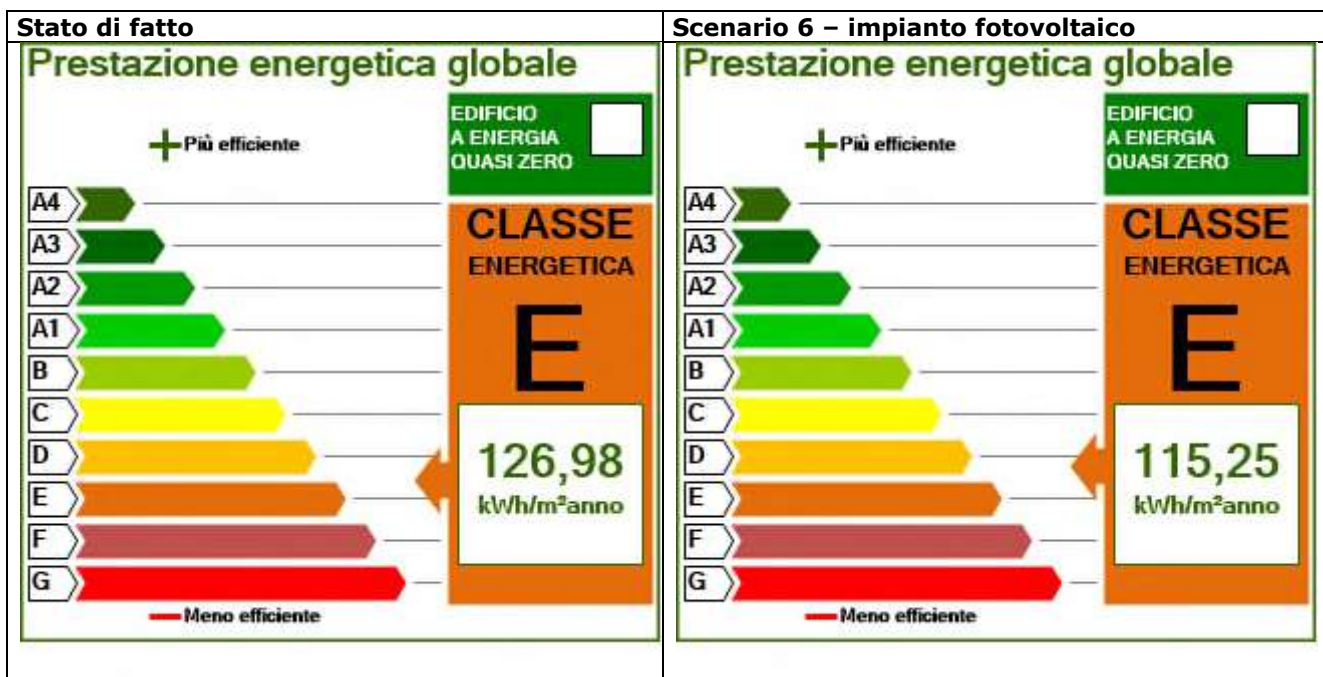 Stato di fatto
Prestazione energetica globale
EDIFICIO
A ENERGIA
QUASI ZERO
Più efficiente
A4
A3
A2
A1
B
C
D
E
F
G
CLASSE
ENERGETICA
E
126,98
kWh/m²anno
Meno efficiente
Scenario 6 – impianto fotovoltaico
Prestazione energetica globale
EDIFICIO
A ENERGIA
QUASI ZERO
Più efficiente
A4
A3
A2
A1
B
C
D
E
F
G
CLASSE
ENERGETICA
E
115,25
kWh/m²anno
Meno efficiente